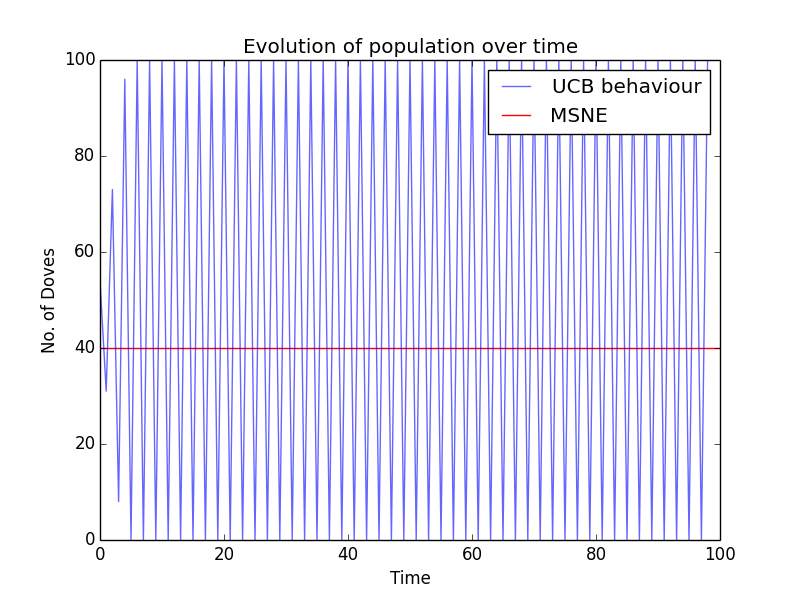 Evolution of population over time
UCB behaviour
MSNE
No. of Doves
100
80
60
40
20
0
0 20 40 60 80 100
Time